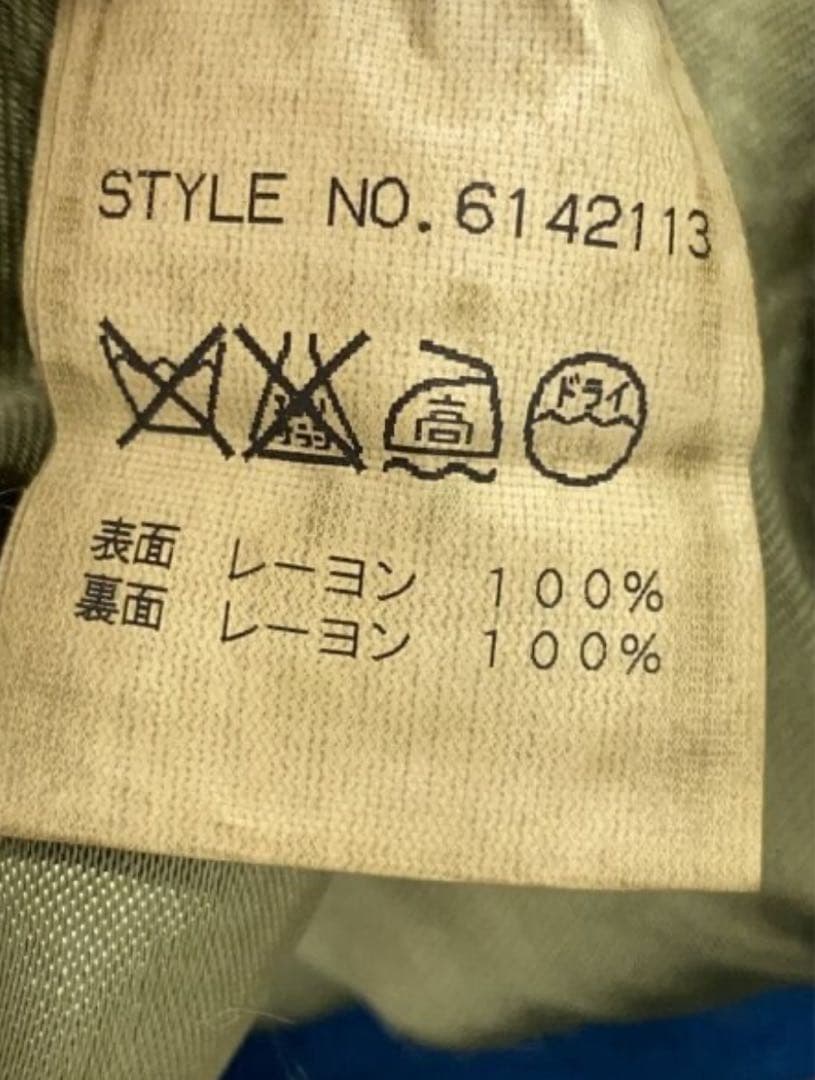 STYLE NO. 6142113
高 ドライ
表面 レーヨン 100%
裏面 レーヨン 100%